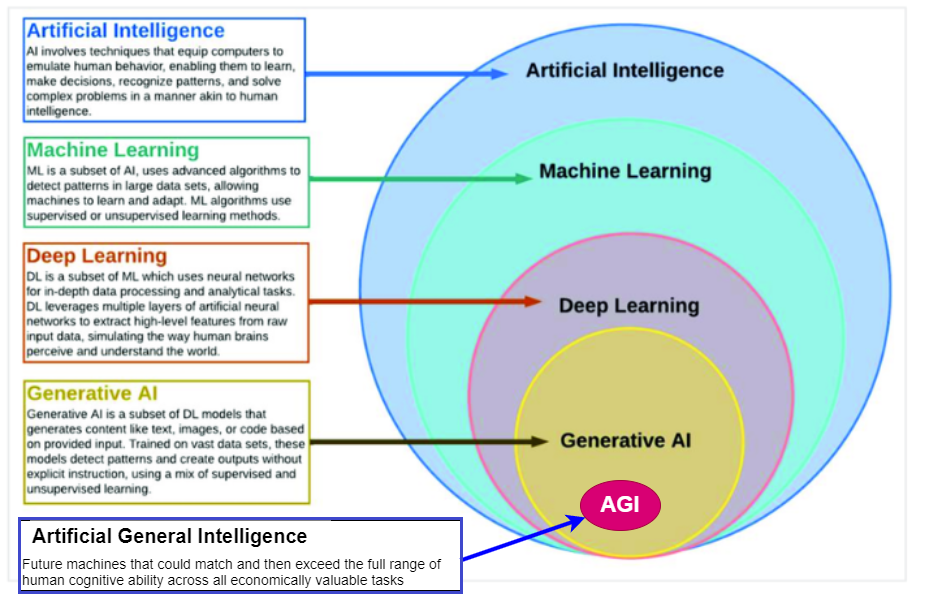 Artificial Intelligence
AI involves techniques that equip computers to
emulate human behavior, enabling them to learn,
make decisions, recognize patterns, and solve
complex problems in a manner akin to human
intelligence.
Machine Learning
ML is a subset of AI, uses advanced algorithms to
detect patterns in large data sets, allowing
machines to learn and adapt. ML algorithms use
supervised or unsupervised learning methods.
Deep Learning
DL is a subset of ML which uses neural networks
for in-depth data processing and analytical tasks.
DL leverages multiple layers of artificial neural
networks to extract high-level features from raw
input data, simulating the way human brains
perceive and understand the world.
Generative AI
Generative AI is a subset of DL models that
generates content like text, images, or code based
on provided input. Trained on vast data sets, these
models detect patterns and create outputs without
explicit instruction, using a mix of supervised and
unsupervised learning.
Artificial General Intelligence
Future machines that could match and then exceed the full range of
human cognitive ability across all economically valuable tasks
Artificial Intelligence
Machine Learning
Deep Learning
Generative AI
AGI